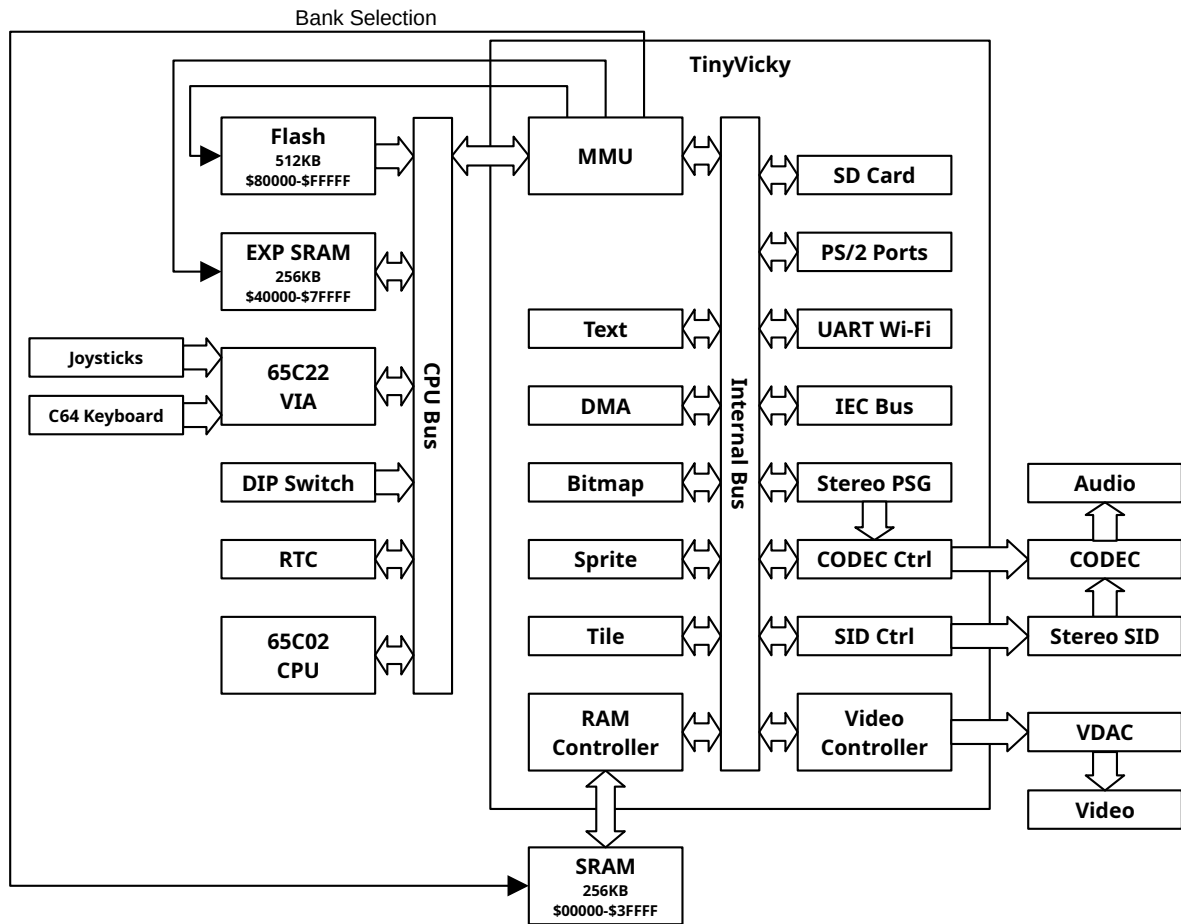 Bank Selection
TinyVicky
Flash
512KB
$80000-$FFFFF
MMU
SD Card
EXP SRAM
256KB
$40000-$7FFFF
PS/2 Ports
Joysticks
C64 Keyboard
65C22
VIA
CPU Bus
Text
DMA
Internal Bus
UART Wi-Fi
IEC Bus
DIP Switch
Bitmap
Stereo PSG
Audio
RTC
Sprite
CODEC Ctrl
CODEC
65C02
CPU
Tile
SID Ctrl
Stereo SID
RAM
Controller
Video
Controller
VDAC
Video
SRAM
256KB
$00000-$3FFFF